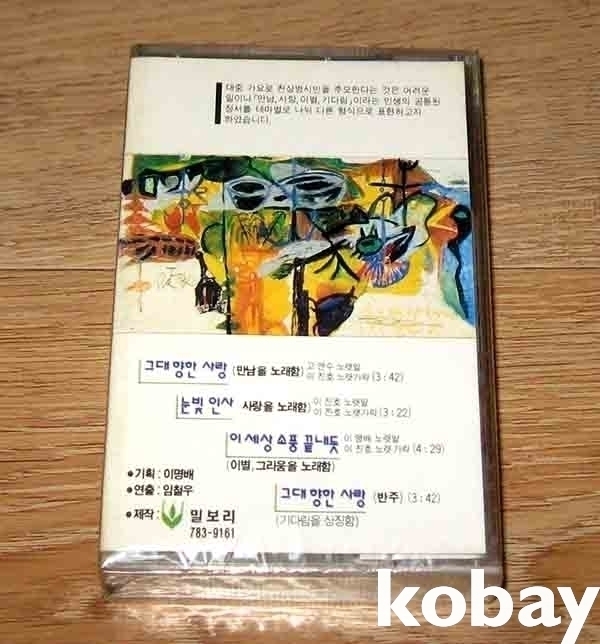 대중 가요로 천상병시인을 추모한다는 것은 어려운
일이나 「만남, 사랑, 이별, 기다림」이라는 인생의 공통된
정서를 테마별로 나눠 다른 형식으로 표현하고자
하였습니다.
그대 향한 사랑 (만남을 노래함) 고 연수 노랫말
이 진호 노랫가락 (3:42)
눈빛 인사 사랑을 노래함) 이 진호 노랫말
이 진호 노랫가락 (3:22)
이 세상 소풍 끝내듯 이 명배 노랫말
이 진호 노랫가락 (4:29)
(이별, 그리움을 노래함)
그대 향한 사랑 (반주) (3:42)
(기다림을 상징함)
●기획 : 이명배
●연출 : 임철우
●제작 : 밀보리
783-9161
kobay